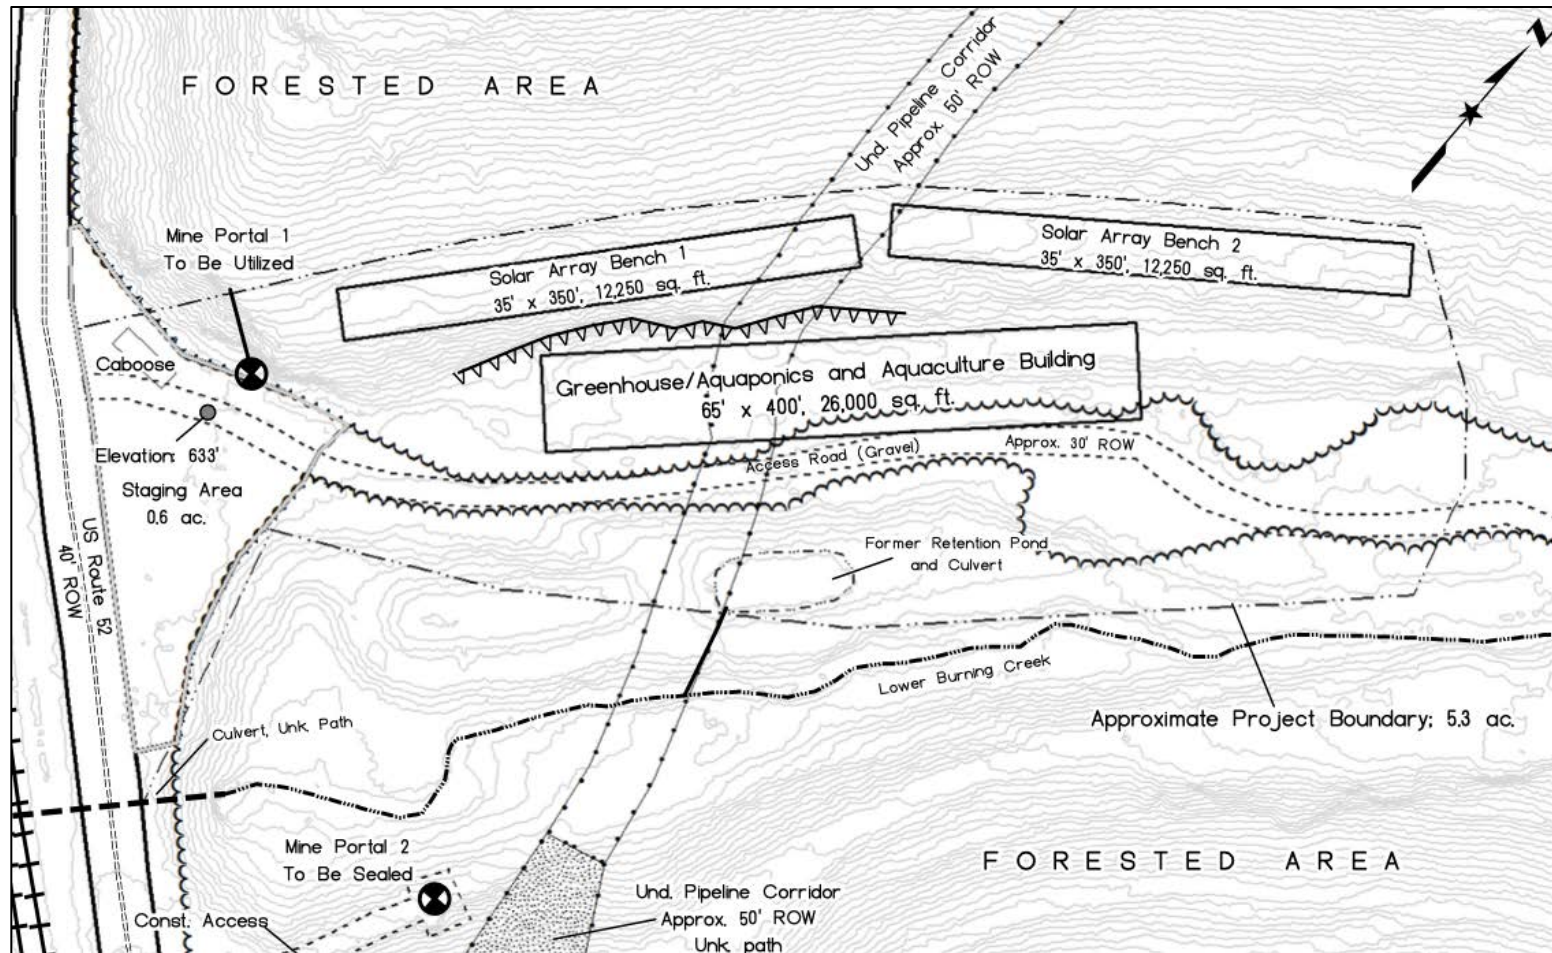 N
FORESTED AREA
Und. Pipeline Corridor
Approx. 50' ROW
Mine Portal 1
To Be Utilized
Solar Array Bench 1
35' x 350', 12,250 sq. ft.
Solar Array Bench 2
35' x 350', 12,250 sq. ft.
Caboose
Greenhouse/Aquaponics and Aquaculture Building
65' x 400', 26,000 sq. ft.
Elevation: 633'
Access Road (Gravel)
Approx. 30' ROW
Staging Area
0.6 ac.
US Route 52
40' ROW
Former Retention Pond
and Culvert
Lower Burning Creek
Approximate Project Boundary; 5.3 ac.
Culvert, Unk. Path
Mine Portal 2
To Be Sealed
FORESTED AREA
Const. Access
Und. Pipeline Corridor
Approx. 50' ROW
Unk. path